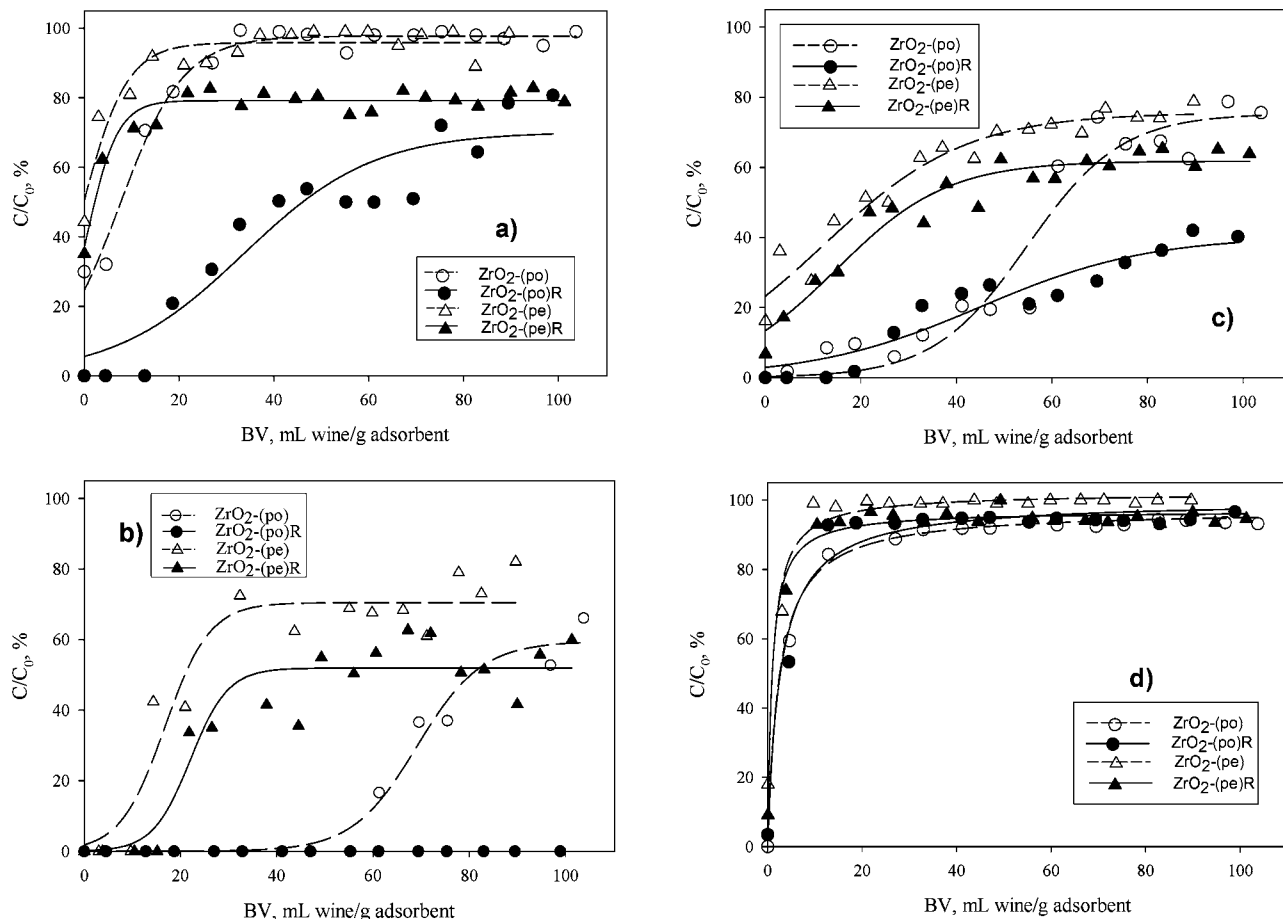 C/C0, %
100
80
60
40
20
0
a)
ZrO2-(po)
ZrO2-(po)R
ZrO2-(pe)
ZrO2-(pe)R
0 20 40 60 80 100
BV, mL wine/g adsorbent
C/C0, %
100
80
60
40
20
0
ZrO2-(po)
ZrO2-(po)R
ZrO2-(pe)
ZrO2-(pe)R
c)
0 20 40 60 80 100
BV, mL wine/g adsorbent
C/C0, %
100
80
60
40
20
0
b)
ZrO2-(po)
ZrO2-(po)R
ZrO2-(pe)
ZrO2-(pe)R
0 20 40 60 80 100
BV, mL wine/g adsorbent
C/C0, %
100
80
60
40
20
0
d)
ZrO2-(po)
ZrO2-(po)R
ZrO2-(pe)
ZrO2-(pe)R
0 20 40 60 80 100
BV, mL wine/g adsorbent